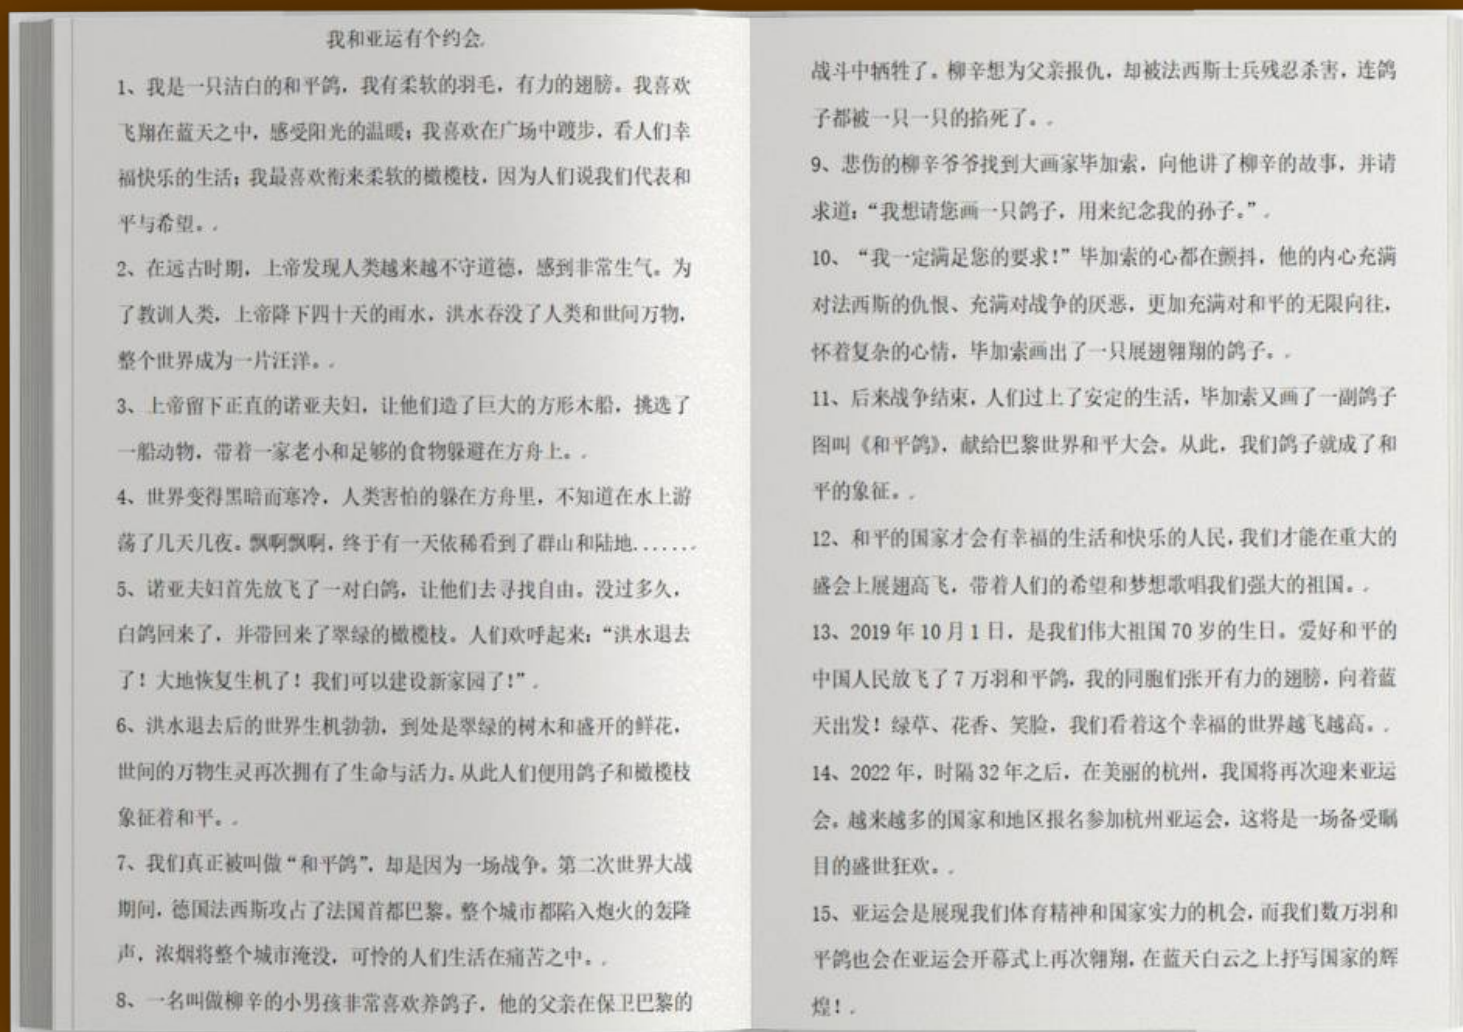 我和亚运有个约会
1、我是一只洁白的和平鸽，我有柔软的羽毛，有力的翅膀。我喜欢
飞翔在蓝天之中，感受阳光的温暖；我喜欢在广场中踱步，看人们幸
福快乐的生活；我最喜欢衔来柔软的橄榄枝，因为人们说我们代表和
平与希望。
2、在远古时期，上帝发现人类越来越不守道德，感到非常生气。为
了教训人类，上帝降下四十天的雨水，洪水吞没了人类和世间万物，
整个世界成为一片汪洋。
3、上帝留下正直的诺亚夫妇，让他们造了巨大的方形木船，挑选了
一船动物，带着一家老小和足够的食物躲避在方舟上。
4、世界变得黑暗而寒冷，人类害怕的躲在方舟里，不知道在水上游
荡了几天几夜。飘啊飘啊，终于有一天依稀看到了群山和陆地.......
5、诺亚夫妇首先放飞了一对白鸽，让他们去寻找自由。没过多久，
白鸽回来了，并带回来了翠绿的橄榄枝。人们欢呼起来：“洪水退去
了！大地恢复生机了！我们可以建设新家园了！”
6、洪水退去后的世界生机勃勃，到处是翠绿的树木和盛开的鲜花，
世间的万物生灵再次拥有了生命与活力。从此人们便用鸽子和橄榄枝
象征着和平。
7、我们真正被叫做“和平鸽”，却是因为一场战争。第二次世界大战
期间，德国法西斯攻占了法国首都巴黎。整个城市都陷入炮火的轰隆
声，浓烟将整个城市淹没，可怜的人们生活在痛苦之中。
8、一名叫做柳辛的小男孩非常喜欢养鸽子，他的父亲在保卫巴黎的
战斗中牺牲了。柳辛想为父亲报仇，却被法西斯士兵残忍杀害，连鸽
子都被一只一只的掐死了。
9、悲伤的柳辛爷爷找到大画家毕加索，向他讲了柳辛的故事，并请
求道：“我想请您画一只鸽子，用来纪念我的孙子。”
10、“我一定满足您的要求！”毕加索的心都在颤抖，他的内心充满
对法西斯的仇恨、充满对战争的厌恶，更加充满对和平的无限向往，
怀着复杂的心情，毕加索画出了一只展翅翱翔的鸽子。
11、后来战争结束，人们过上了安定的生活，毕加索又画了一副鸽子
图叫《和平鸽》，献给巴黎世界和平大会。从此，我们鸽子就成了和
平的象征。
12、和平的国家才会有幸福的生活和快乐的人民，我们才能在重大的
盛会上展翅高飞，带着人们的希望和梦想歌唱我们强大的祖国。
13、2019年10月1日，是我们伟大祖国70岁的生日。爱好和平的
中国人民放飞了7万羽和平鸽，我的同胞们张开有力的翅膀，向着蓝
天出发！绿草、花香、笑脸，我们看着这个幸福的世界越飞越高。
14、2022年，时隔32年之后，在美丽的杭州，我国将再次迎来亚运
会。越来越多的国家和地区报名参加杭州亚运会，这将是一场备受瞩
目的盛世狂欢。
15、亚运会是展现我们体育精神和国家实力的机会，而我们数万羽和
平鸽也会在亚运会开幕式上再次翱翔，在蓝天白云之上抒写国家的辉
煌！